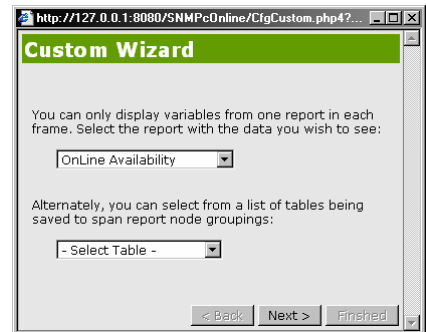 http://127.0.0.1:8080/SNMPcOnline/CfgCustom.php4?...
Custom Wizard
You can only display variables from one report in each
frame. Select the report with the data you wish to see:
OnLine Availability
Alternately, you can select from a list of tables being
saved to span report node groupings:
- Select Table -
< Back
Next >
Finshed